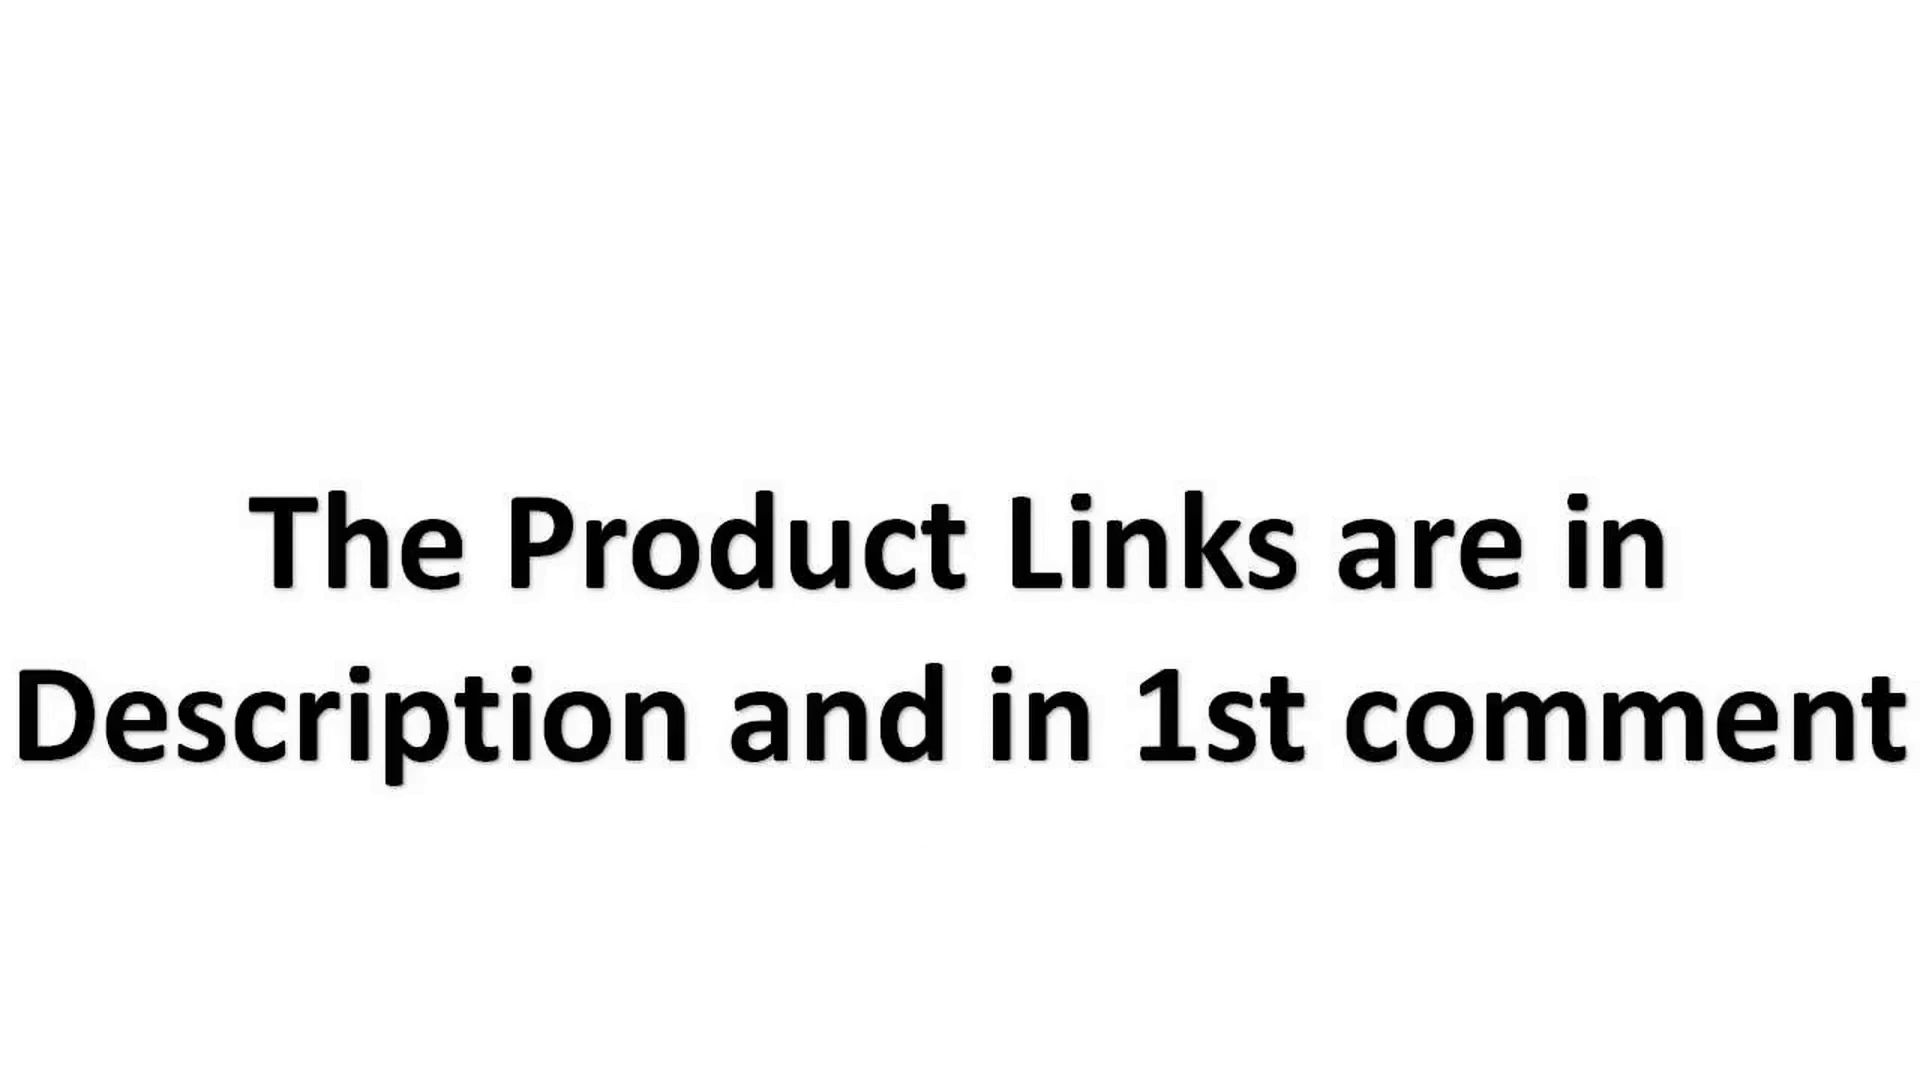 The Product Links are in
Description and in 1st comment